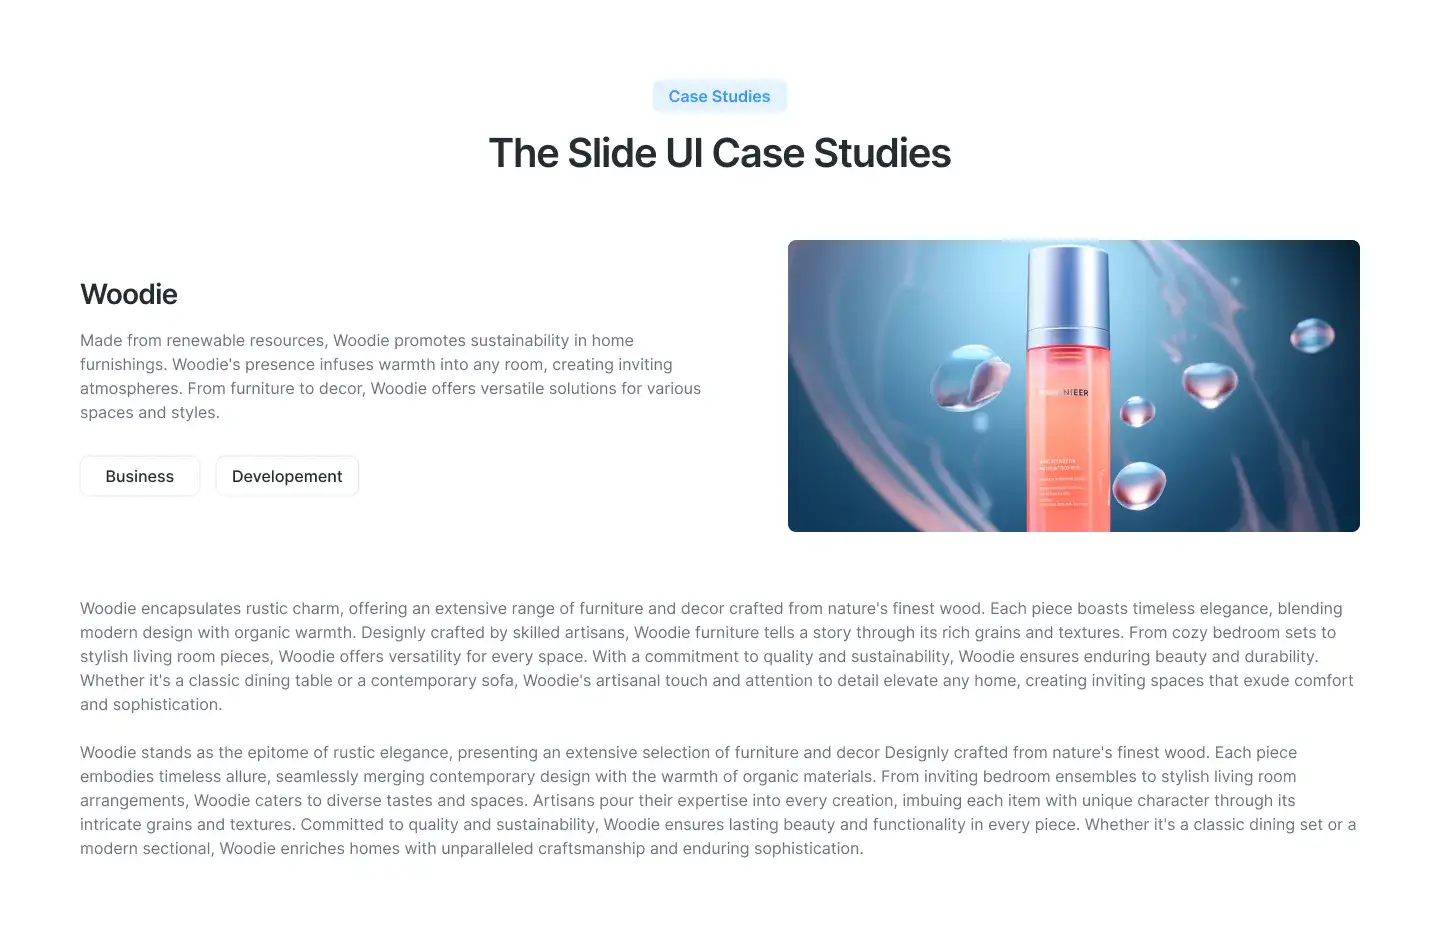 Case Studies
The Slide UI Case Studies
Woodie
Made from renewable resources, Woodie promotes sustainability in home
furnishings. Woodie's presence infuses warmth into any room, creating inviting
atmospheres. From furniture to decor, Woodie offers versatile solutions for various
spaces and styles.
Business
Developement
Woodie encapsulates rustic charm, offering an extensive range of furniture and decor crafted from nature's finest wood. Each piece boasts timeless elegance, blending
modern design with organic warmth. Designly crafted by skilled artisans, Woodie furniture tells a story through its rich grains and textures. From cozy bedroom sets to
stylish living room pieces, Woodie offers versatility for every space. With a commitment to quality and sustainability, Woodie ensures enduring beauty and durability.
Whether it's a classic dining table or a contemporary sofa, Woodie's artisanal touch and attention to detail elevate any home, creating inviting spaces that exude comfort
and sophistication.
Woodie stands as the epitome of rustic elegance, presenting an extensive selection of furniture and decor Designly crafted from nature's finest wood. Each piece
embodies timeless allure, seamlessly merging contemporary design with the warmth of organic materials. From inviting bedroom ensembles to stylish living room
arrangements, Woodie caters to diverse tastes and spaces. Artisans pour their expertise into every creation, imbuing each item with unique character through its
intricate grains and textures. Committed to quality and sustainability, Woodie ensures lasting beauty and functionality in every piece. Whether it's a classic dining set or a
modern sectional, Woodie enriches homes with unparalleled craftsmanship and enduring sophistication.